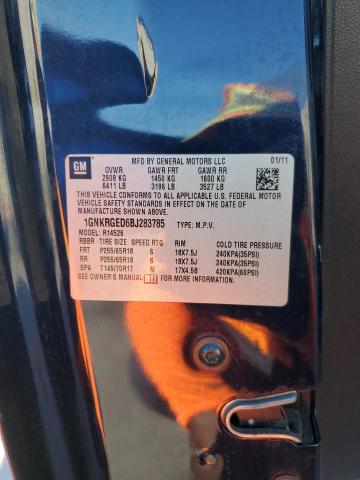 GM
MFD BY GENERAL MOTORS LLC 01/11
GVWR GAWR FRT GAWR RR
2908 KG 1450 KG 1600 KG
6411 LB 3196 LB 3527 LB
THIS VEHICLE CONFORMS TO ALL APPLICABLE U.S. FEDERAL MOTOR
VEHICLE SAFETY AND THEFT PREVENTION STANDARDS IN EFFECT ON THE DATE OF
MANUFACTURE SHOWN ABOVE.
1GNKRGED6BJ283785 TYPE: M.P.V.
MODEL: R14526
RBBR TIRE SIZE SPEED RTG RIM COLD TIRE PRESSURE
FRT P255/65R18 S 18X7.5J 240KPA(35PSI)
RR P255/65R18 S 18X7.5J 240KPA(35PSI)
SPA T145/70R17 M 17X4.5B 420KPA(60PSI)
SEE OWNER'S MANUAL